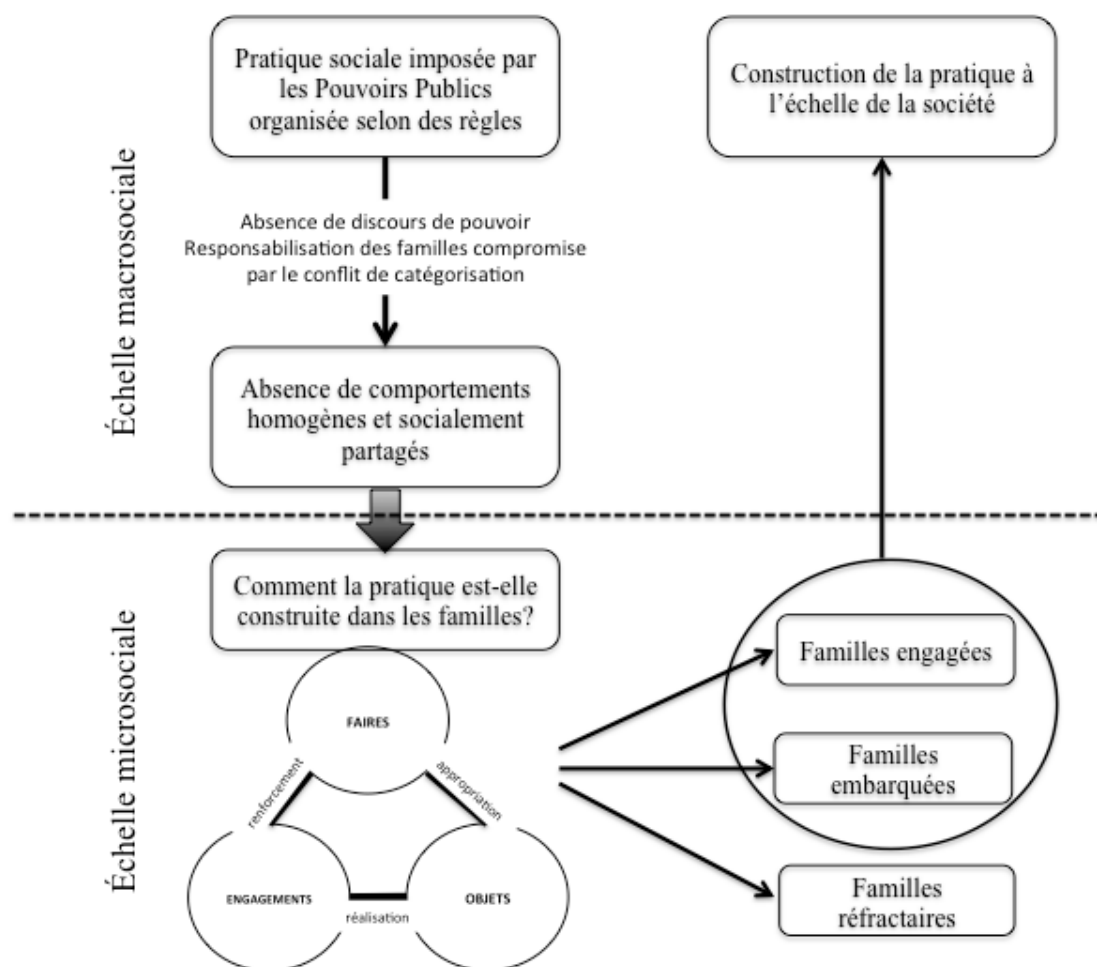 Échelle macrosociale
Pratique sociale imposée par
les Pouvoirs Publics
organisée selon des règles
Construction de la pratique à
l'échelle de la société
Absence de discours de pouvoir
Responsabilisation des familles compromise
par le conflit de catégorisation
Absence de comportements
homogènes et socialement
partagés
Échelle microsociale
Comment la pratique est-elle
construite dans les familles?
FAIRES
renforcement
appropriation
ENGAGEMENTS
réalisation
OBJETS
Familles engagées
Familles
embarquées
Familles
réfractaires